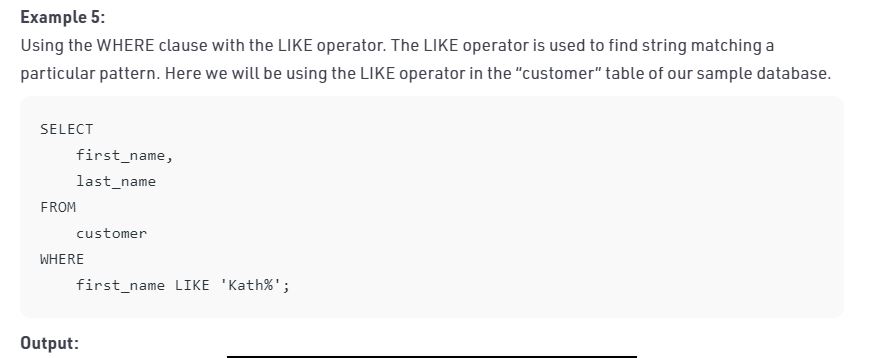 Example 5:
Using the WHERE clause with the LIKE operator. The LIKE operator is used to find string matching a
particular pattern. Here we will be using the LIKE operator in the “customer” table of our sample database.
SELECT
    first_name,
    last_name
FROM
    customer
WHERE
    first_name LIKE 'Kath%';
Output: